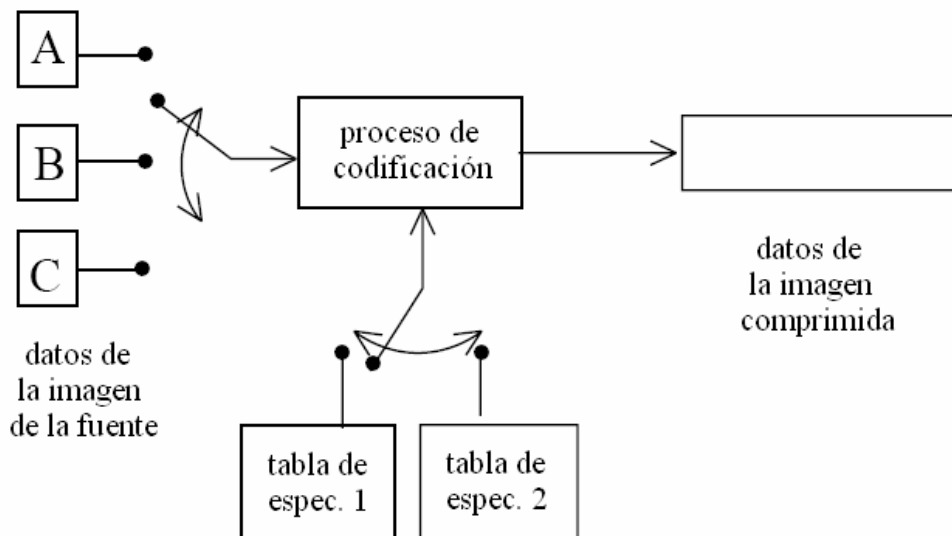 A
B
C
datos de
la imagen
de la fuente
proceso de
codificación
tabla de
espec. 1
tabla de
espec. 2
datos de
la imagen
comprimida